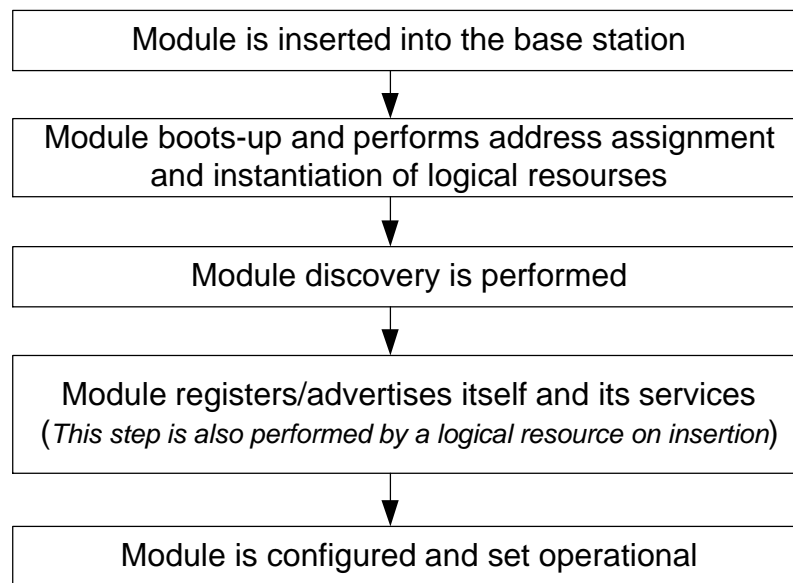 Module is inserted into the base station
Module boots-up and performs address assignment
and instantiation of logical resourses
Module discovery is performed
Module registers/advertises itself and its services
(This step is also performed by a logical resource on insertion)
Module is configured and set operational